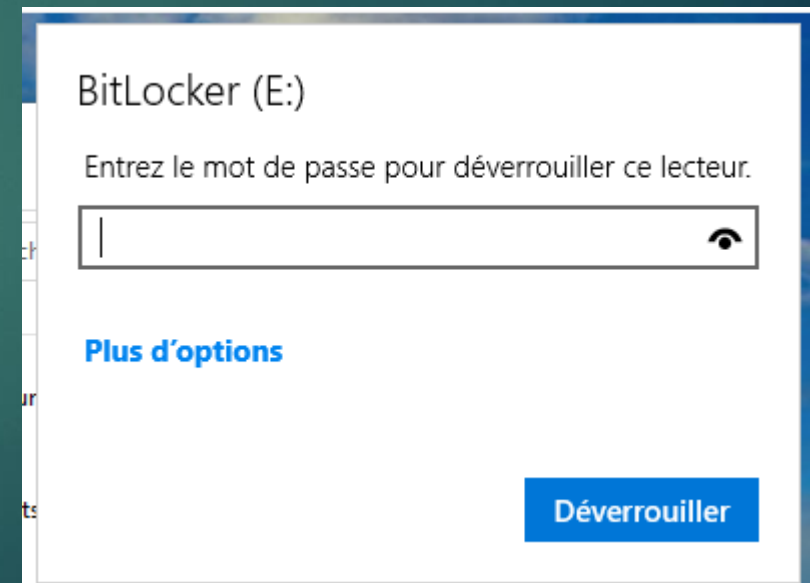 BitLocker (E:)
Entrez le mot de passe pour déverrouiller ce lecteur.
Plus d’options
Déverrouiller